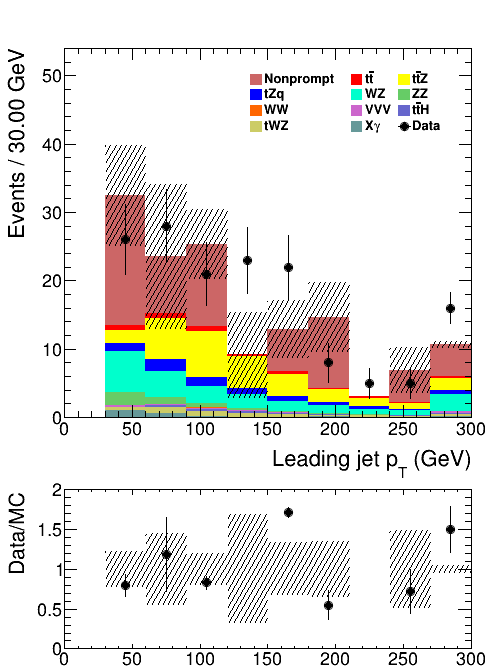 Events / 30.00 GeV
50
40
30
20
10
0
Nonprompt
tt̄
tt̄Z
tZq
WZ
ZZ
WW
VVV
tt̄H
tWZ
Xγ
Data
0 50 100 150 200 250 300
Leading jet p_T (GeV)
Data/MC
2
1.5
1
0.5
0
0 50 100 150 200 250 300